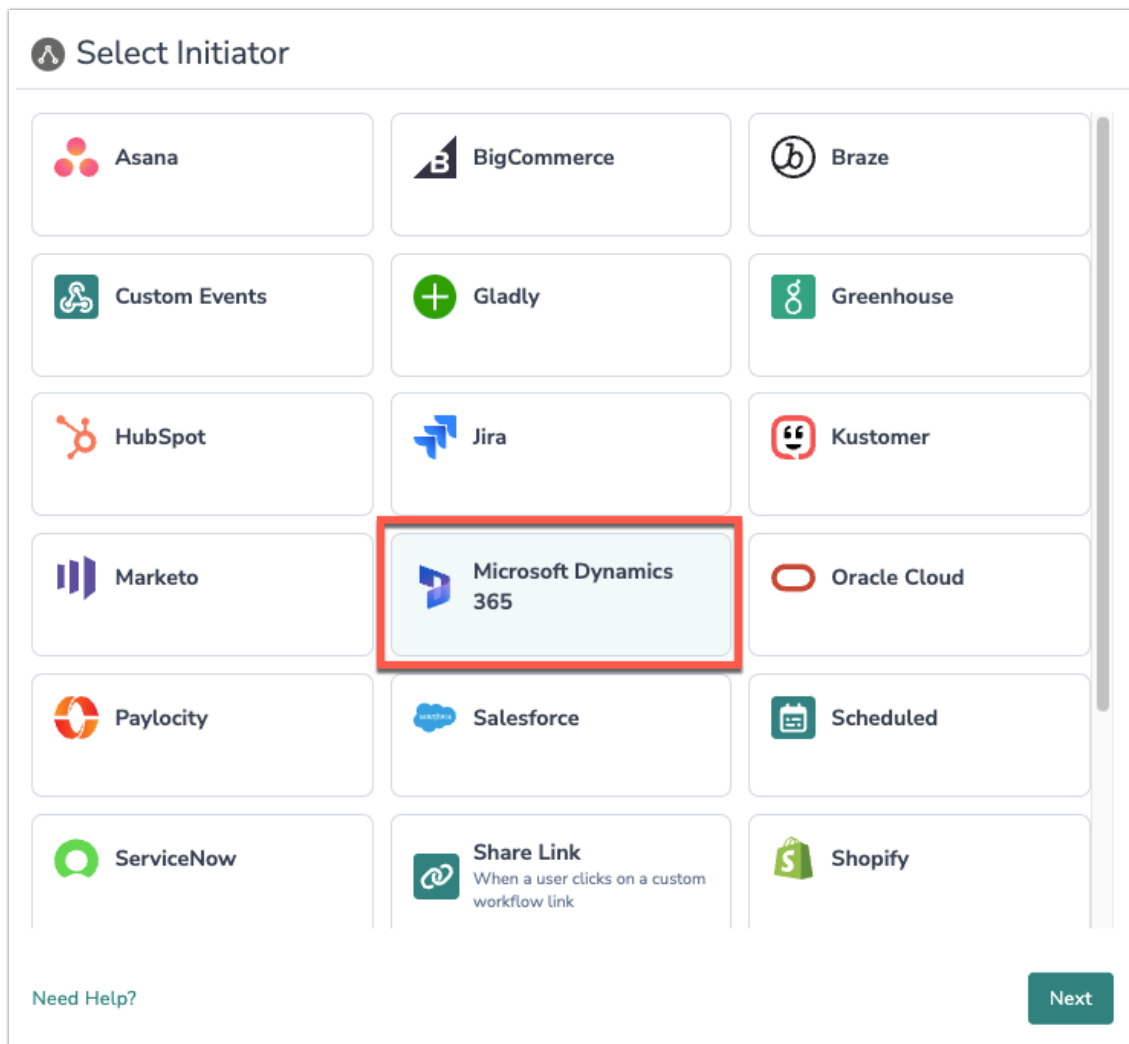 Select Initiator
Asana
BigCommerce
Braze
Custom Events
Gladly
Greenhouse
HubSpot
Jira
Kustomer
Marketo
Microsoft Dynamics
365
Oracle Cloud
Paylocity
Salesforce
Scheduled
ServiceNow
Share Link
When a user clicks on a custom
workflow link
Shopify
Need Help?
Next